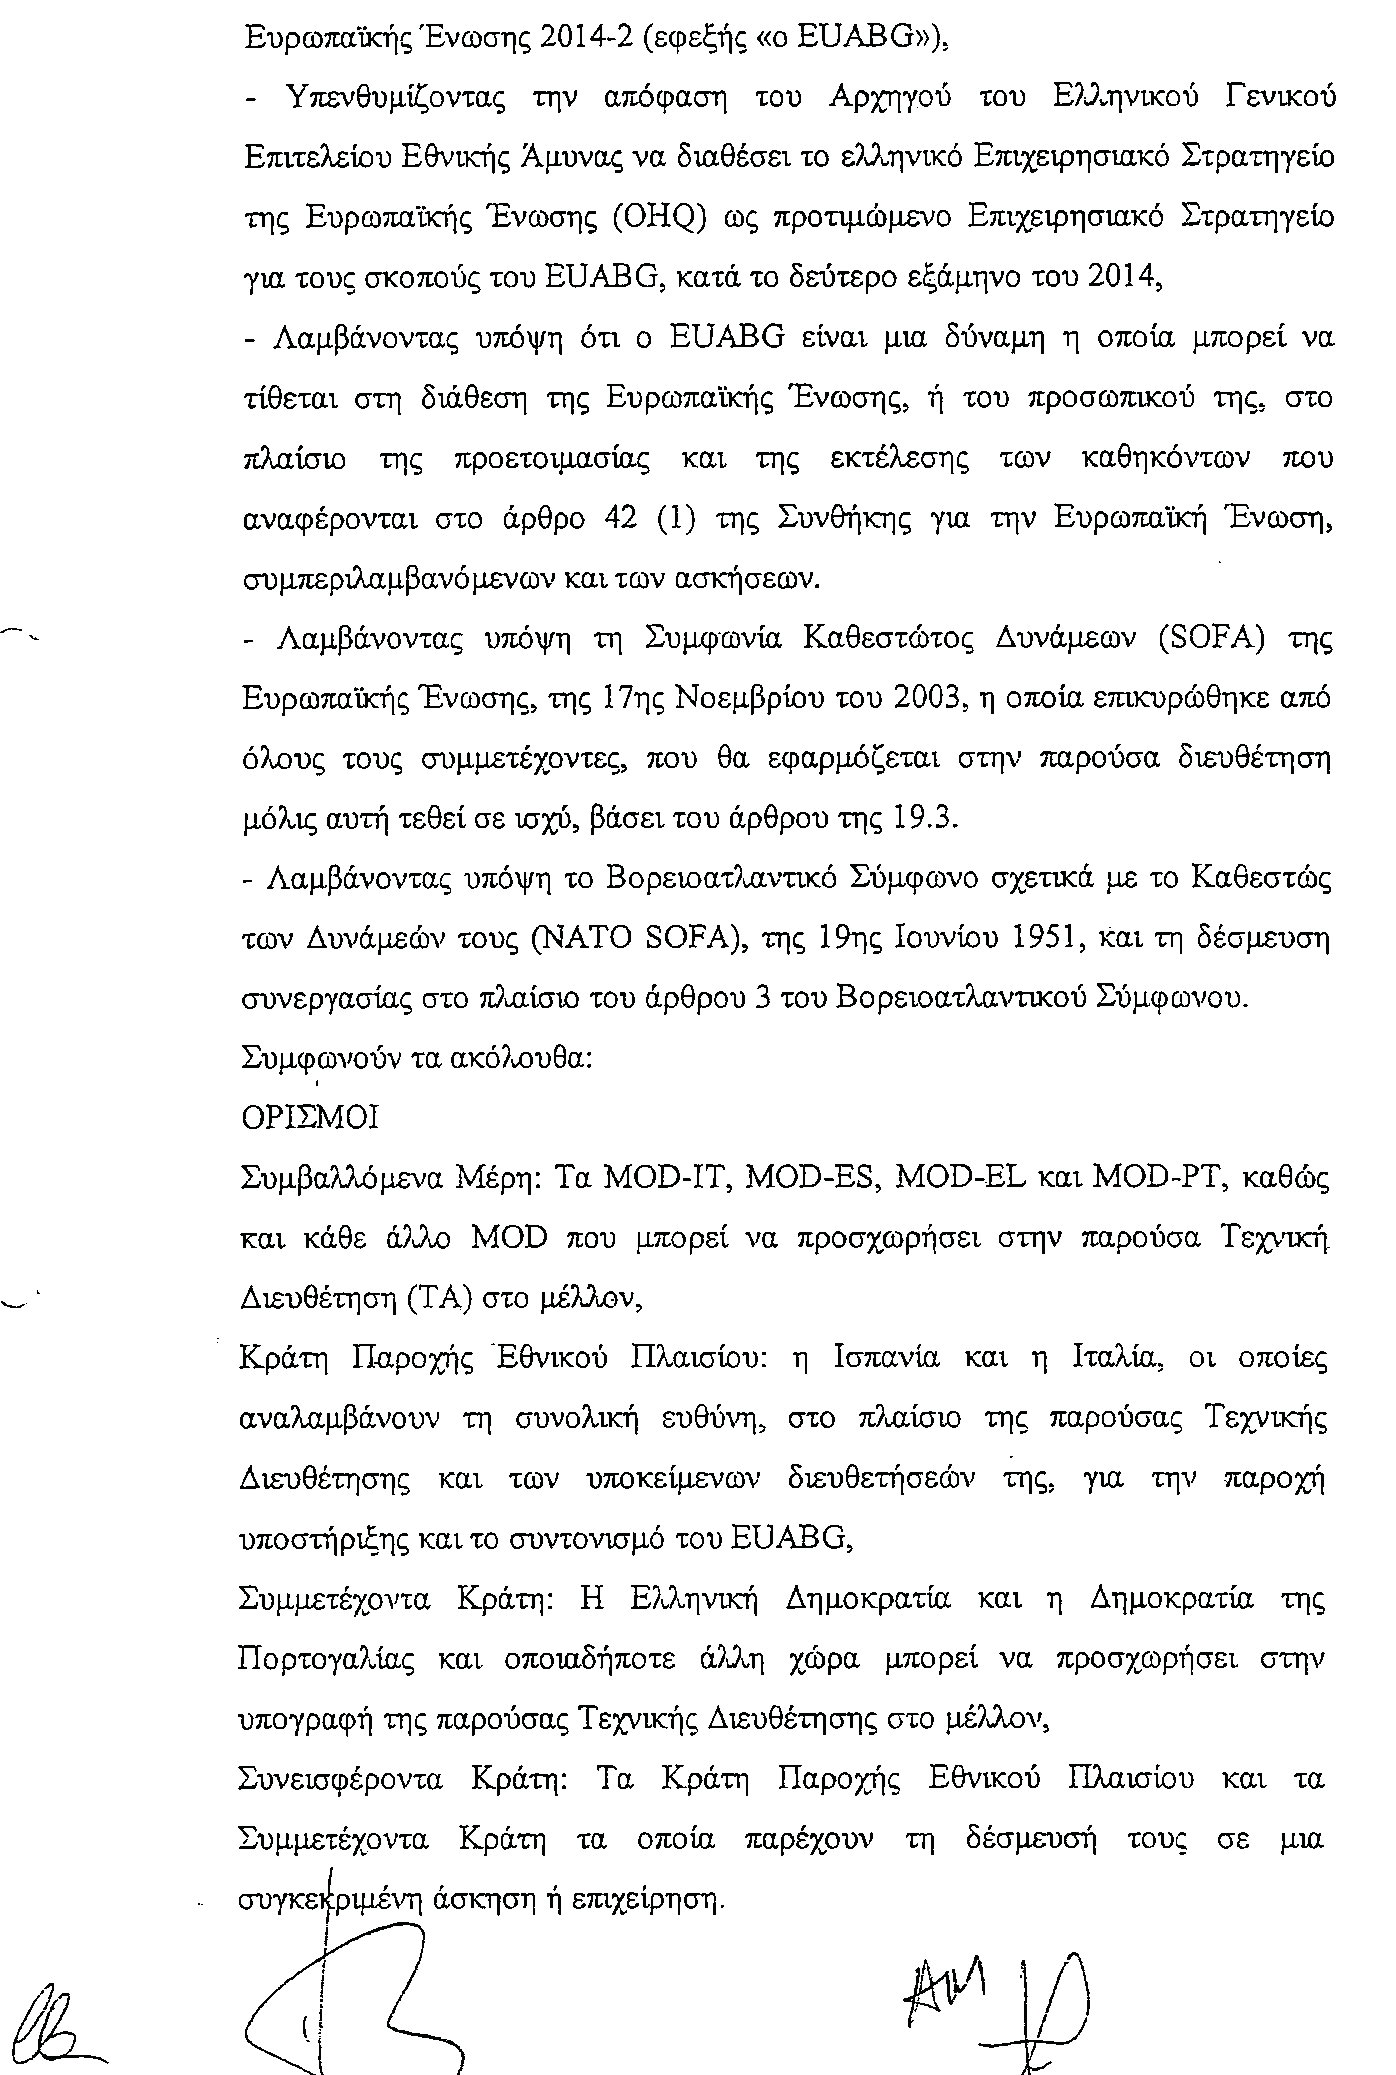 Ευρωπαϊκής Ένωσης 2014-2 (εφεξής «ο EUABG»),
- Υπενθυμίζοντας την απόφαση του Αρχηγού του Ελληνικού Γενικού
Επιτελείου Εθνικής Άμυνας να διαθέσει το ελληνικό Επιχειρησιακό Στρατηγείο
της Ευρωπαϊκής Ένωσης (OHQ) ως προτιμώμενο Επιχειρησιακό Στρατηγείο
για τους σκοπούς του EUABG, κατά το δεύτερο εξάμηνο του 2014,
- Λαμβάνοντας υπόψη ότι ο EUABG είναι μια δύναμη η οποία μπορεί να
τίθεται στη διάθεση της Ευρωπαϊκής Ένωσης, ή του προσωπικού της, στο
πλαίσιο της προετοιμασίας και της εκτέλεσης των καθηκόντων που
αναφέρονται στο άρθρο 42 (1) της Συνθήκης για την Ευρωπαϊκή Ένωση,
συμπεριλαμβανόμενων και των ασκήσεων.
- Λαμβάνοντας υπόψη τη Συμφωνία Καθεστώτος Δυνάμεων (SOFA) της
Ευρωπαϊκής Ένωσης, της 17ης Νοεμβρίου του 2003, η οποία επικυρώθηκε από
όλους τους συμμετέχοντες, που θα εφαρμόζεται στην παρούσα διευθέτηση
μόλις αυτή τεθεί σε ισχύ, βάσει του άρθρου της 19.3.
- Λαμβάνοντας υπόψη το Βορειοατλαντικό Σύμφωνο σχετικά με το Καθεστώς
των Δυνάμεών τους (NATO SOFA), της 19ης Ιουνίου 1951, και τη δέσμευση
συνεργασίας στο πλαίσιο του άρθρου 3 του Βορειοατλαντικού Σύμφωνου.
Συμφωνούν τα ακόλουθα:
ΟΡΙΣΜΟΙ
Συμβαλλόμενα Μέρη: Τα MOD-IT, MOD-ES, MOD-EL και MOD-PT, καθώς
και κάθε άλλο MOD που μπορεί να προσχωρήσει στην παρούσα Τεχνική
Διευθέτηση (TA) στο μέλλον,
Κράτη Παροχής Εθνικού Πλαισίου: η Ισπανία και η Ιταλία, οι οποίες
αναλαμβάνουν τη συνολική ευθύνη, στο πλαίσιο της παρούσας Τεχνικής
Διευθέτησης και των υποκείμενων διευθετήσεών της, για την παροχή
υποστήριξης και το συντονισμό του EUABG,
Συμμετέχοντα Κράτη: Η Ελληνική Δημοκρατία και η Δημοκρατία της
Πορτογαλίας και οποιαδήποτε άλλη χώρα μπορεί να προσχωρήσει στην
υπογραφή της παρούσας Τεχνικής Διευθέτησης στο μέλλον,
Συνεισφέροντα Κράτη: Τα Κράτη Παροχής Εθνικού Πλαισίου και τα
Συμμετέχοντα Κράτη τα οποία παρέχουν τη δέσμευσή τους σε μια
συγκεκριμένη άσκηση ή επιχείρηση.